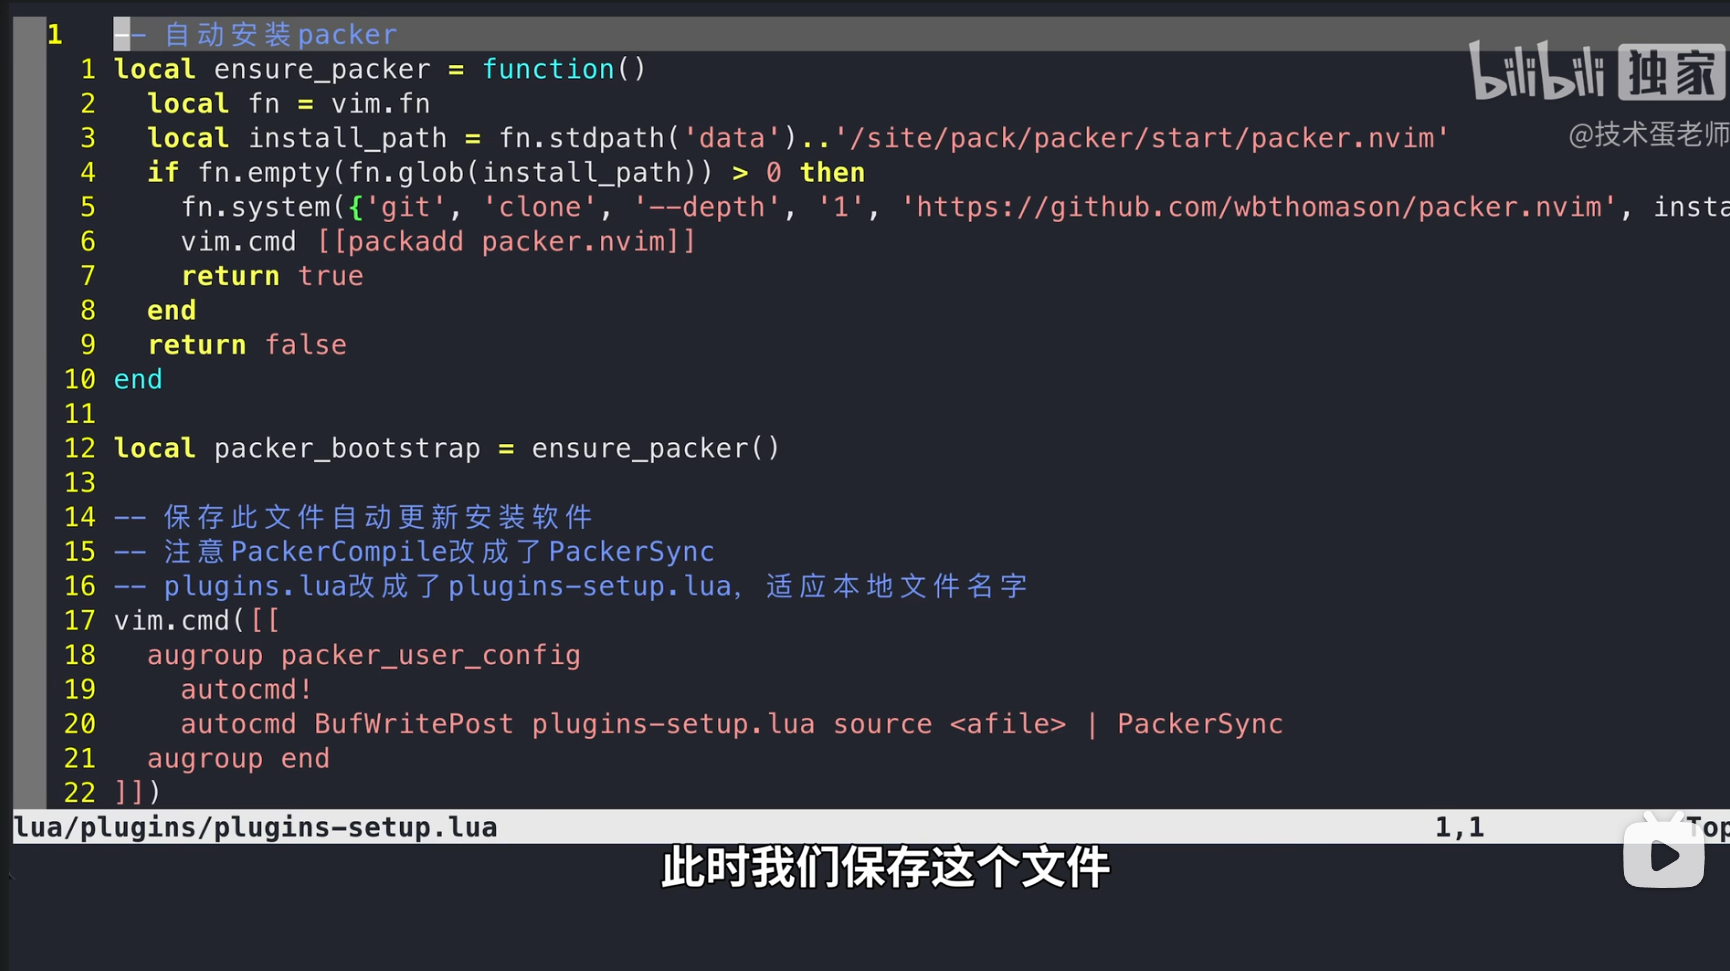 1 -- 自动安装packer
1 local ensure_packer = function()
2 local fn = vim.fn
3 local install_path = fn.stdpath('data')..'/site/pack/packer/start/packer.nvim'
4 if fn.empty(fn.glob(install_path)) > 0 then
5 fn.system({'git', 'clone', '--depth', '1', 'https://github.com/wbthomason/packer.nvim', insta
6 vim.cmd [[packadd packer.nvim]]
7 return true
8 end
9 return false
10 end
11
12 local packer_bootstrap = ensure_packer()
13
14 -- 保存此文件自动更新安装软件
15 -- 注意PackerCompile改成了PackerSync
16 -- plugins.lua改成了plugins-setup.lua，适应本地文件名字
17 vim.cmd([[
18 augroup packer_user_config
19 autocmd!
20 autocmd BufWritePost plugins-setup.lua source <afile> | PackerSync
21 augroup end
22 ]])
lua/plugins/plugins-setup.lua 1,1 Top
此时我们保存这个文件
bilibili 独家
@技术蛋老师